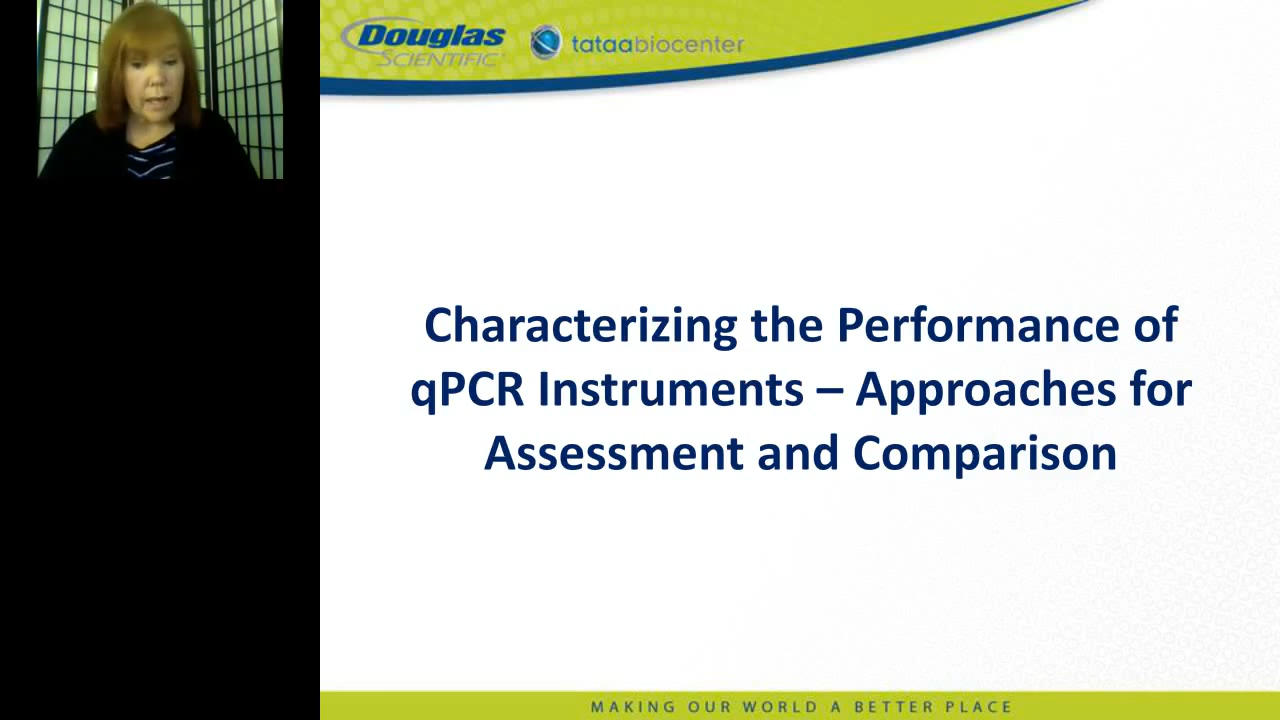 Douglas
SCIENTIFIC
tataabiocenter
Characterizing the Performance of
qPCR Instruments – Approaches for
Assessment and Comparison
MAKING OUR WORLD A BETTER PLACE